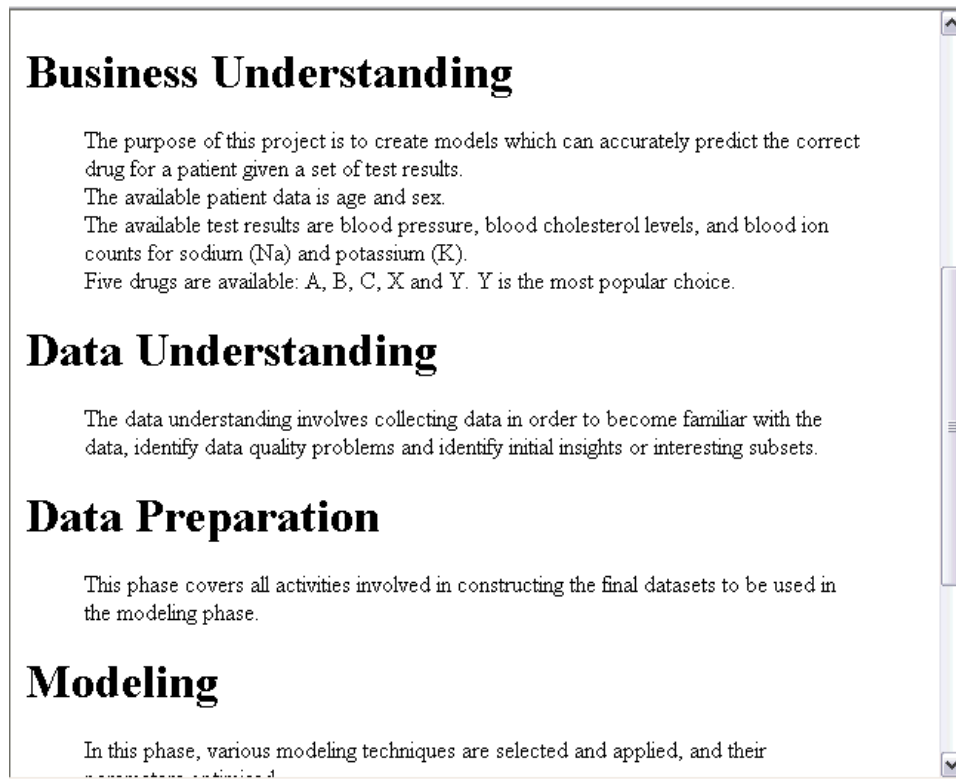 Business Understanding
The purpose of this project is to create models which can accurately predict the correct
drug for a patient given a set of test results.
The available patient data is age and sex.
The available test results are blood pressure, blood cholesterol levels, and blood ion
counts for sodium (Na) and potassium (K).
Five drugs are available: A, B, C, X and Y. Y is the most popular choice.
Data Understanding
The data understanding involves collecting data in order to become familiar with the
data, identify data quality problems and identify initial insights or interesting subsets.
Data Preparation
This phase covers all activities involved in constructing the final datasets to be used in
the modeling phase.
Modeling
In this phase, various modeling techniques are selected and applied, and their